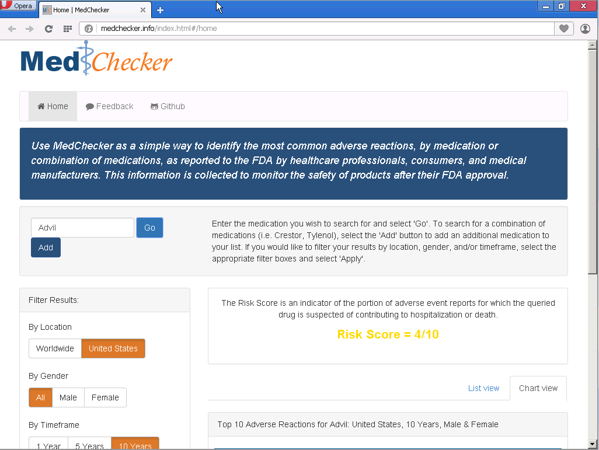 Opera
Home | MedChecker
medchecker.info/index.html#/home
Med Checker
Home
Feedback
Github
Use MedChecker as a simple way to identify the most common adverse reactions, by medication or
combination of medications, as reported to the FDA by healthcare professionals, consumers, and medical
manufacturers. This information is collected to monitor the safety of products after their FDA approval.
Advil
Go
Add
Enter the medication you wish to search for and select 'Go'. To search for a combination of
medications (i.e. Crestor, Tylenol), select the 'Add' button to add an additional medication to
your list. If you would like to filter your results by location, gender, and/or timeframe, select the
appropriate filter boxes and select 'Apply'.
Filter Results:
By Location
Worldwide
United States
By Gender
All
Male
Female
By Timeframe
1 Year
5 Years
10 Years
The Risk Score is an indicator of the portion of adverse event reports for which the queried
drug is suspected of contributing to hospitalization or death.
Risk Score = 4/10
List view
Chart view
Top 10 Adverse Reactions for Advil: United States, 10 Years, Male & Female